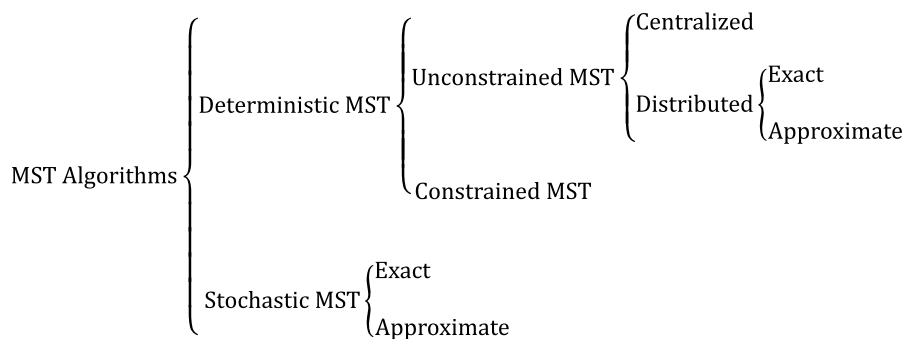 Centralized
Unconstrained MST
Exact
Deterministic MST
Distributed
Approximate
MST Algorithms
Constrained MST
Exact
Stochastic MST
Approximate